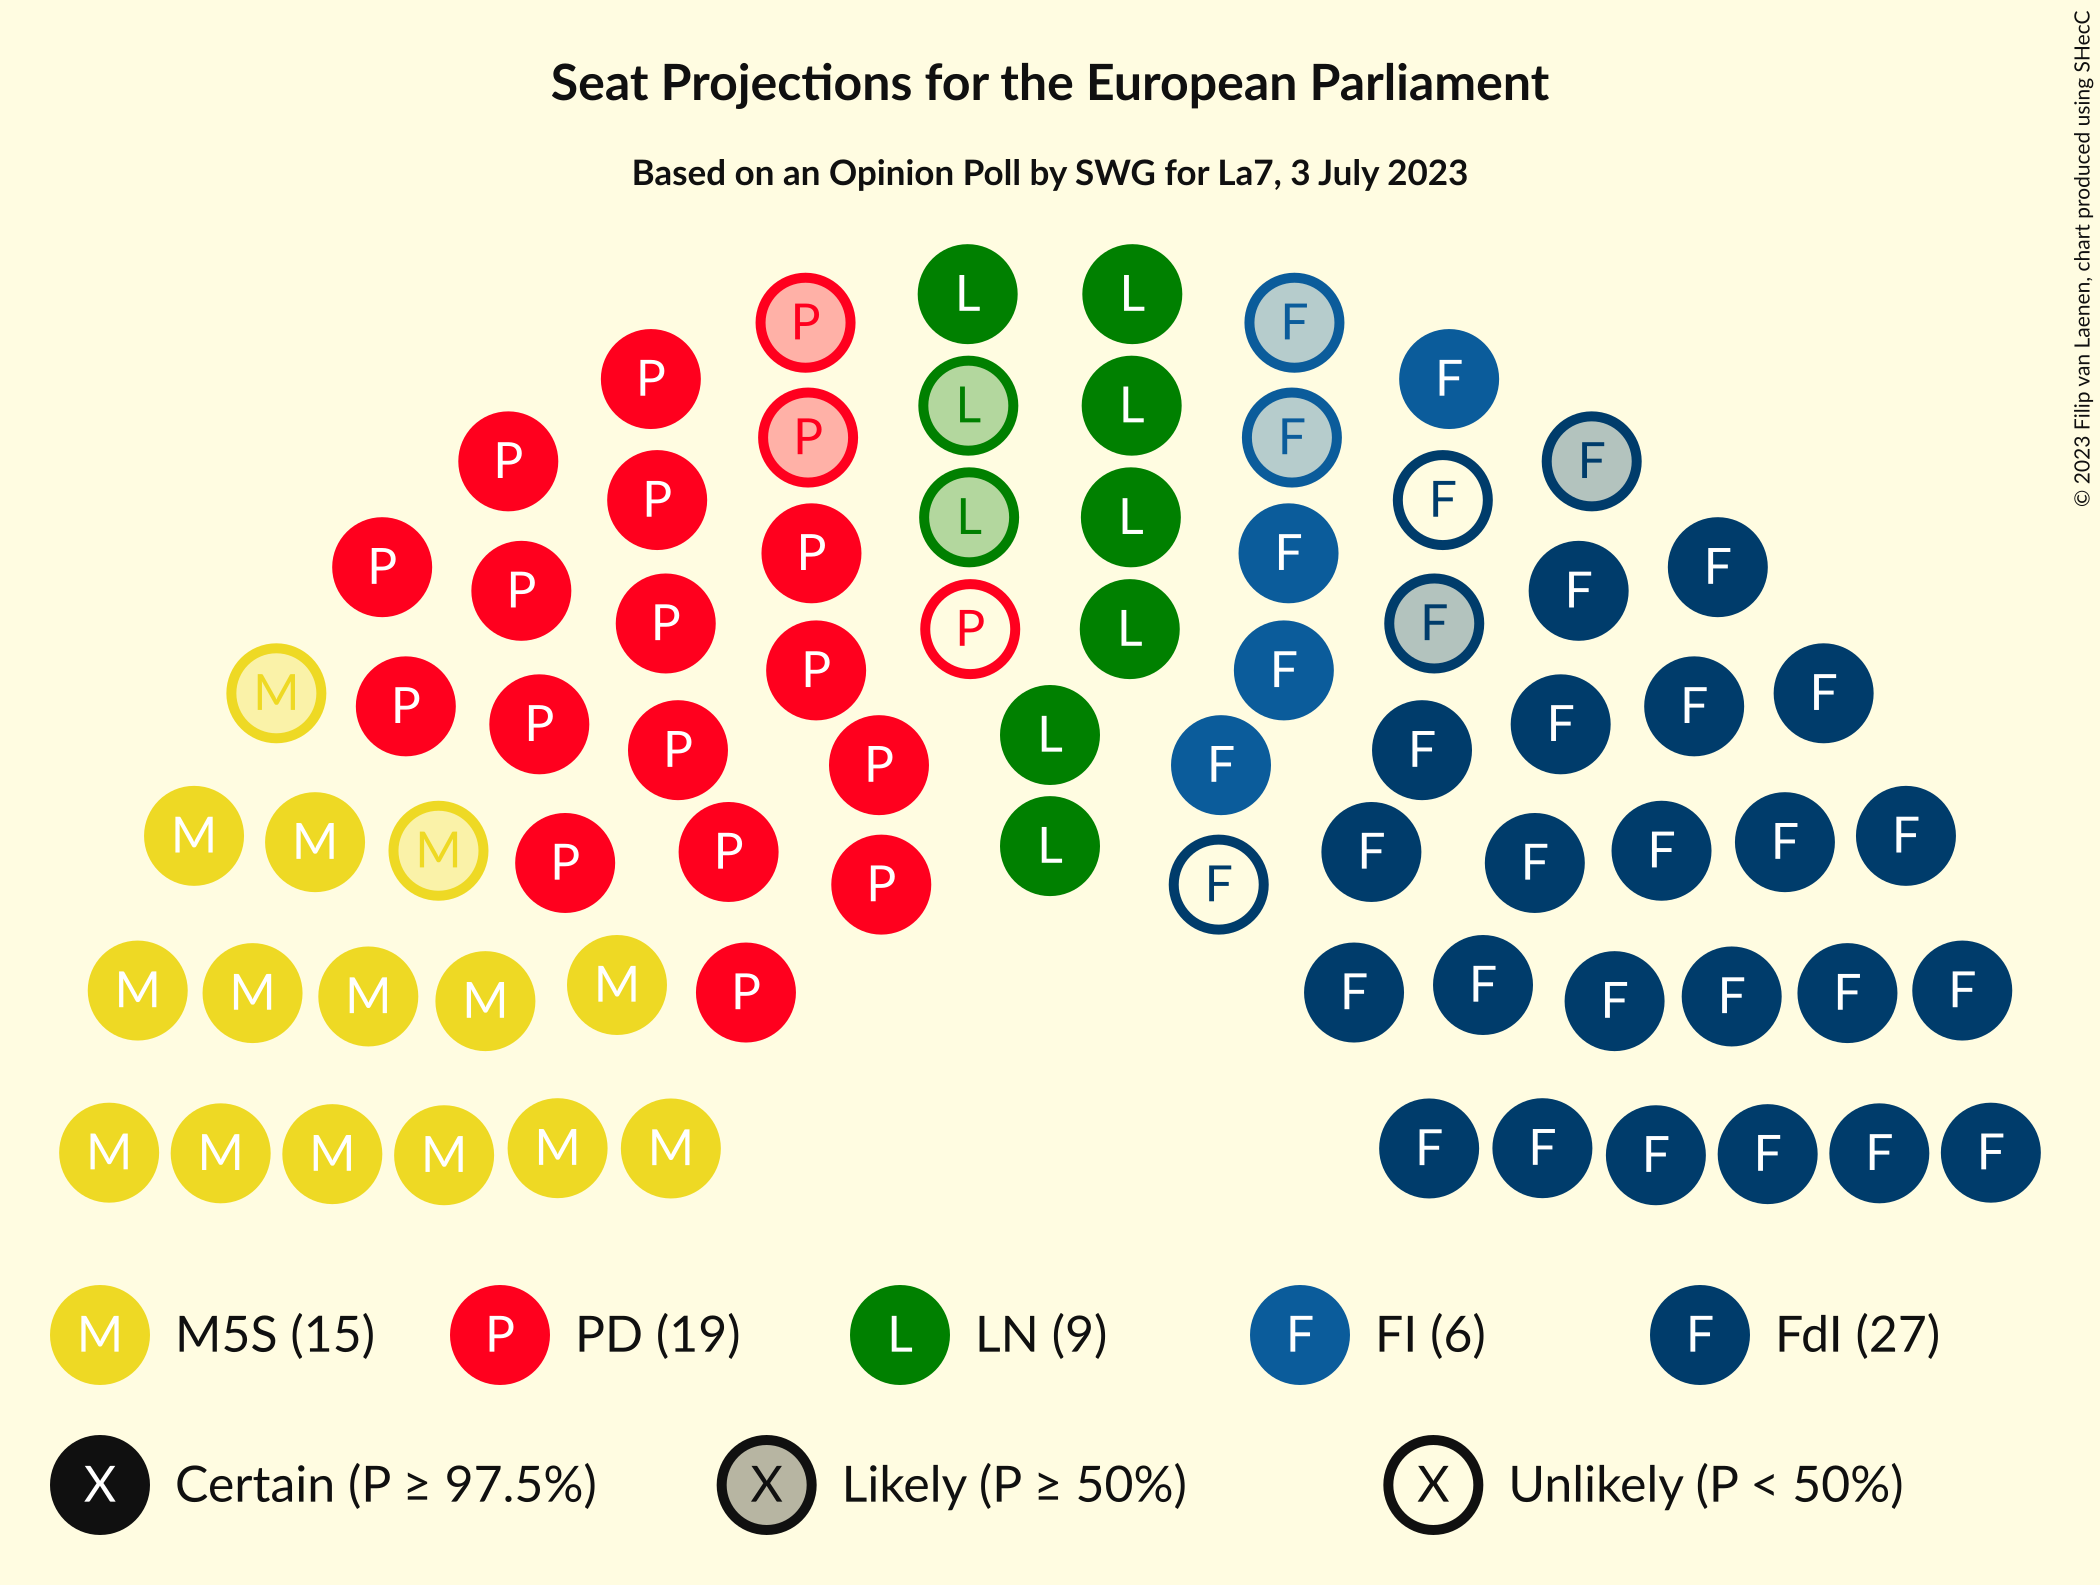 Seat Projections for the European Parliament
Based on an Opinion Poll by SWG for La7, 3 July 2023
© 2023 Filip van Laenen, chart produced using SHecC
L L
P F
P F
L L
P F
P F
P F
L L
P F
P F
P F
L P
P F
P F
M P P P P F F F F F
P L F
M M M P P L F F F F F F
P F
M M M M M P F F F F F F
M M M M M M F F F F F F
M M5S (15) P PD (19) L LN (9) F FI (6) F FdI (27)
X Certain (P ≥ 97.5%) X Likely (P ≥ 50%) X Unlikely (P < 50%)